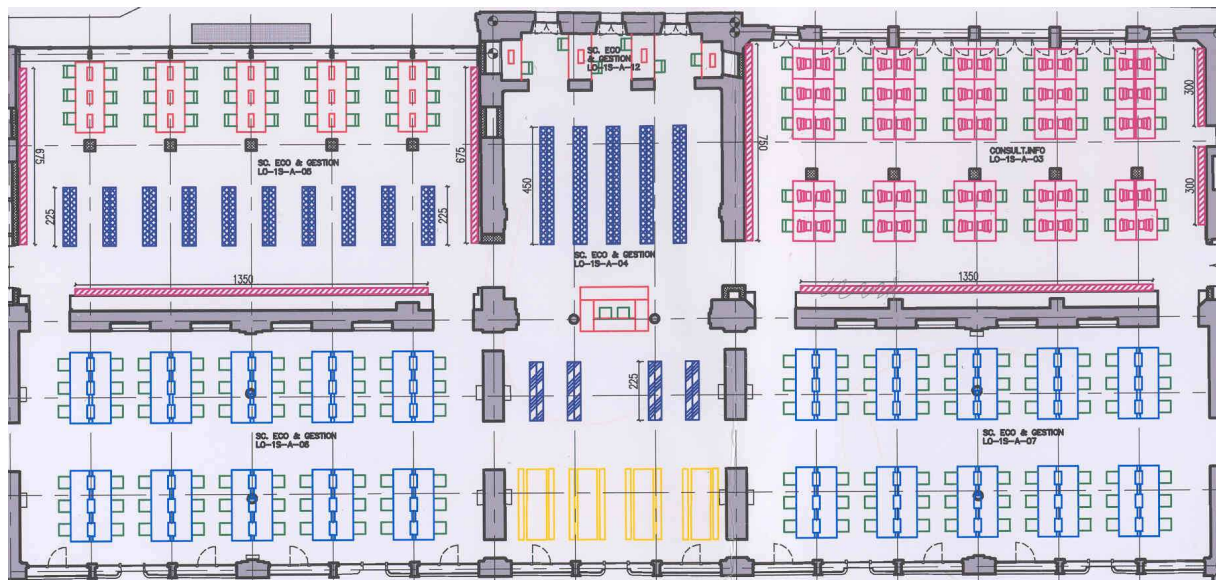 SC. ECO
& GESTION
LO-1S-A-12
675
675
750
300
CONSULT.INFO
LO-1S-A-03
SC. ECO & GESTION
LO-1S-A-05
450
225
225
300
SC. ECO & GESTION
LO-1S-A-04
1350
1350
225
SC. ECO & GESTION
LO-1S-A-06
SC. ECO & GESTION
LO-1S-A-07